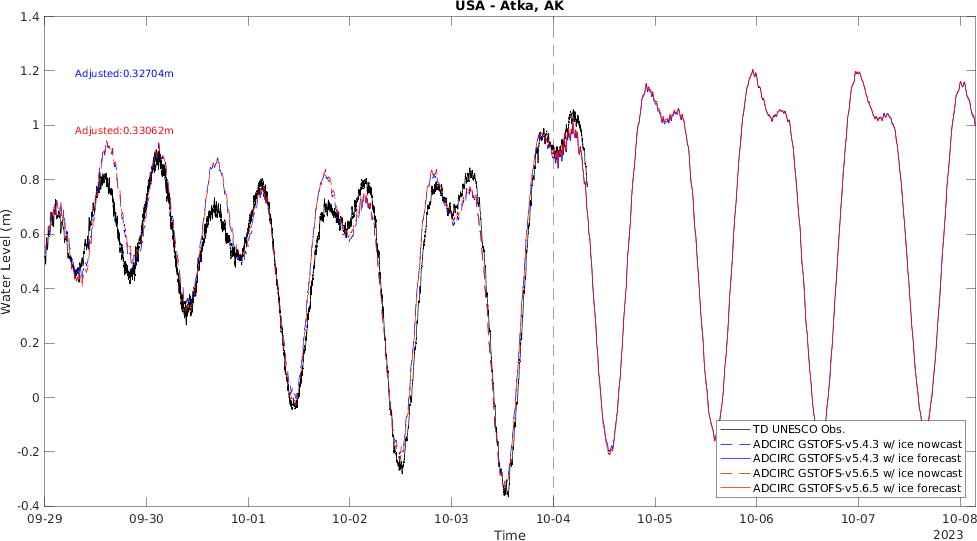 USA - Atka, AK
1.4
1.2
1
0.8
0.6
0.4
0.2
0
-0.2
-0.4
Water Level (m)
Adjusted:0.32704m
Adjusted:0.33062m
TD UNESCO Obs.
ADCIRC GSTOFS-v5.4.3 w/ ice nowcast
ADCIRC GSTOFS-v5.4.3 w/ ice forecast
ADCIRC GSTOFS-v5.6.5 w/ ice nowcast
ADCIRC GSTOFS-v5.6.5 w/ ice forecast
09-29 09-30 10-01 10-02 10-03 10-04 10-05 10-06 10-07 10-08
Time
2023